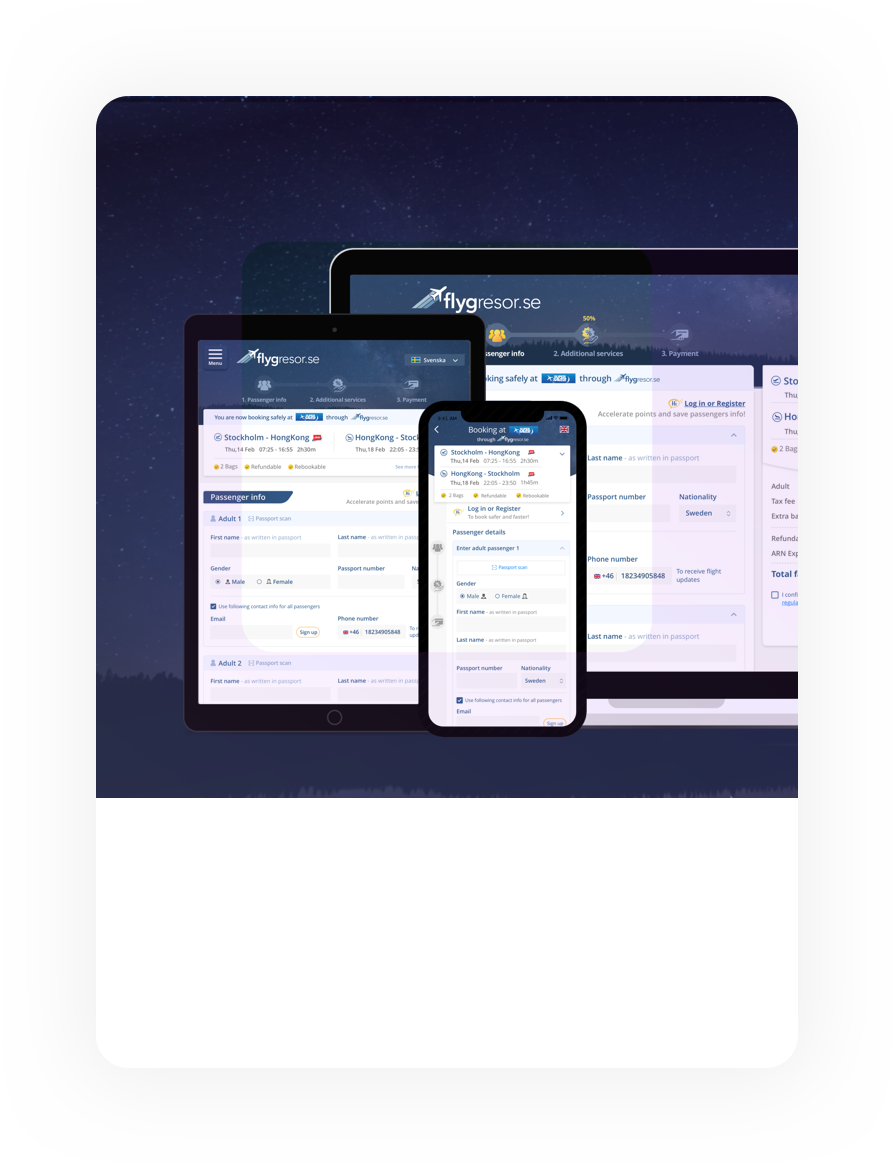 flygresor.se
50%
ssenger info 2. Additional services 3. Payment
oking safely at through flygresor.se
Log in or Register
Accelerate points and save passengers info!
Last name - as written in passport
Passport number Nationality
Sweden
Phone number
+46 18234905848 To receive flight
updates
Last name - as written in passport
Sto
Thu,
Ho
Thu,
2 Bags
Adult
Tax fee
Extra ba
Refunda
ARN Exp
Total fa
I confi
regula
Menu
flygresor.se
Svenska
1. Passenger info 2. Additional services 3. Payment
You are now booking safely at through flygresor.se
Stockholm - HongKong HongKong - Stock
Thu,14 Feb 07:25 - 16:55 2h30m Thu,18 Feb 22:05 - 23:5
2 Bags Refundable Rebookable See more
Passenger info
Accelerate points and save
Adult 1 Passport scan
First name - as written in passport Last name - as written in passp
Gender Passport number Na
Male Female
Use following contact info for all passengers
Email Phone number
Sign up +46 18234905848 To r
upda
Adult 2 Passport scan
First name - as written in passport Last name - as written in passp
9:41 AM
Booking at
through flygresor.se
Stockholm - HongKong
Thu,14 Feb 07:25 - 16:55 2h30m
HongKong - Stockholm
Thu,18 Feb 22:05 - 23:50 1h45m
2 Bags Refundable Rebookable
Log in or Register
To book safer and faster!
Passenger details
Enter adult passenger 1
Passport scan
Gender
Male Female
First name - as written in passport
Last name - as written in passport
Passport number Nationality
Sweden
Use following contact info for all passengers
Email
Sign up